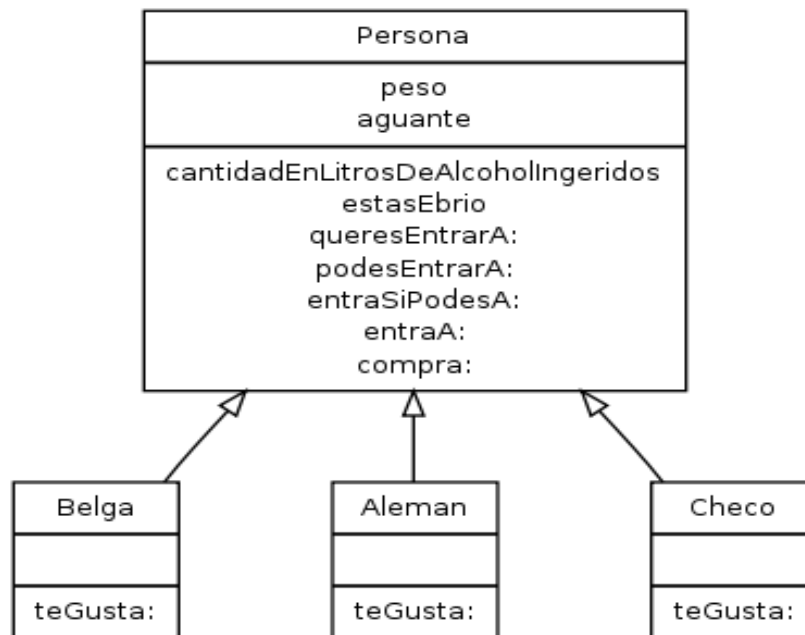 Persona
peso
aguante
cantidadEnLitrosDeAlcoholIngeridos
estasEbrio
queresEntrarA:
podesEntrarA:
entraSiPodesA:
entraA:
compra:
Belga
teGusta:
Aleman
teGusta:
Checo
teGusta: